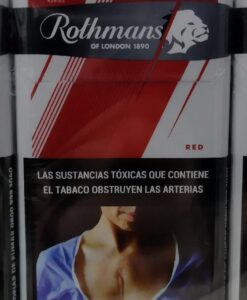 Rothmans
OF LONDON 1890
RED
LAS SUSTANCIAS TÓXICAS QUE CONTIENE
EL TABACO OBSTRUYEN LAS ARTERIAS